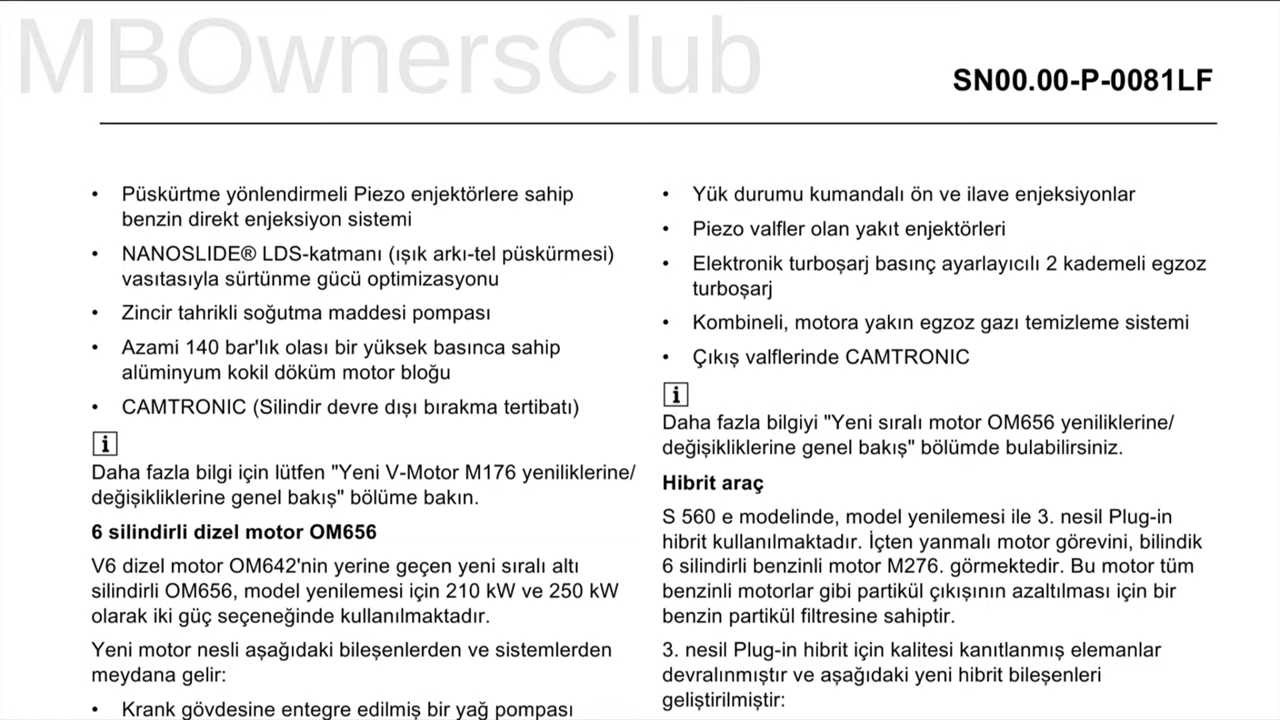 MBOwnersClub
SN00.00-P-0081LF
• Püskürtme yönlendirmeli Piezo enjektörlere sahip
benzin direkt enjeksiyon sistemi
• NANOSLIDE® LDS-katmanı (ışık arkı-tel püskürmesi)
vasıtasıyla sürtünme gücü optimizasyonu
• Zincir tahrikli soğutma maddesi pompası
• Azami 140 bar'lık olası bir yüksek basınca sahip
alüminyum kokil döküm motor bloğu
• CAMTRONIC (Silindir devre dışı bırakma tertibatı)
i
Daha fazla bilgi için lütfen "Yeni V-Motor M176 yeniliklerine/
değişikliklerine genel bakış" bölüme bakın.
6 silindirli dizel motor OM656
V6 dizel motor OM642'nin yerine geçen yeni sıralı altı
silindirli OM656, model yenilemesi için 210 kW ve 250 kW
olarak iki güç seçeneğinde kullanılmaktadır.
Yeni motor nesli aşağıdaki bileşenlerden ve sistemlerden
meydana gelir:
• Krank gövdesine entegre edilmiş bir yağ pompası
• Yük durumu kumandalı ön ve ilave enjeksiyonlar
• Piezo valfler olan yakıt enjektörleri
• Elektronik turboşarj basınç ayarlayıcılı 2 kademeli egzoz
turboşarj
• Kombineli, motora yakın egzoz gazı temizleme sistemi
• Çıkış valflerinde CAMTRONIC
i
Daha fazla bilgiyi "Yeni sıralı motor OM656 yeniliklerine/
değişikliklerine genel bakış" bölümde bulabilirsiniz.
Hibrit araç
S 560 e modelinde, model yenilemesi ile 3. nesil Plug-in
hibrit kullanılmaktadır. İçten yanmalı motor görevini, bilindik
6 silindirli benzinli motor M276. görmektedir. Bu motor tüm
benzinli motorlar gibi partikül çıkışının azaltılması için bir
benzin partikül filtresine sahiptir.
3. nesil Plug-in hibrit için kalitesi kanıtlanmış elemanlar
devralınmıştır ve aşağıdaki yeni hibrit bileşenleri
geliştirilmiştir: